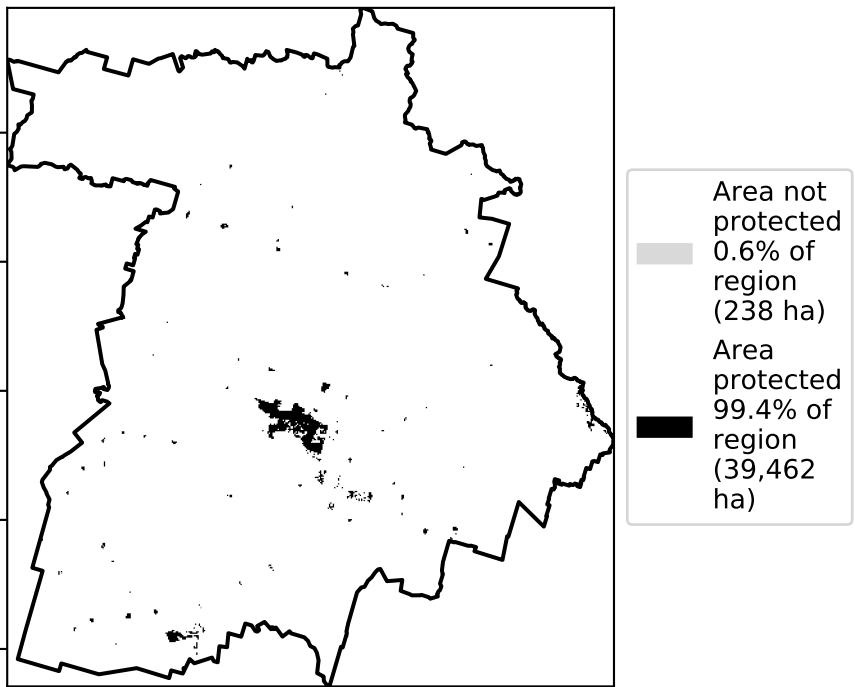 Area not
protected
0.6% of
region
(238 ha)
Area
protected
99.4% of
region
(39,462
ha)